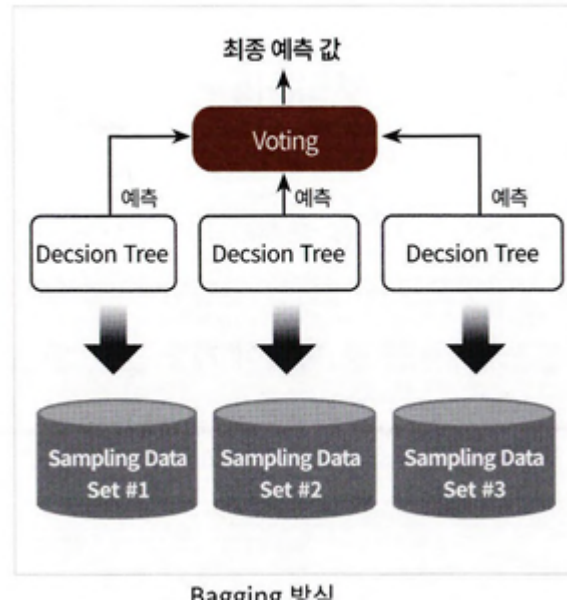 최종 예측 값
Voting
예측 예측 예측
Decsion Tree Decsion Tree Decsion Tree
Sampling Data Sampling Data Sampling Data
Set #1 Set #2 Set #3
Bagging 방식